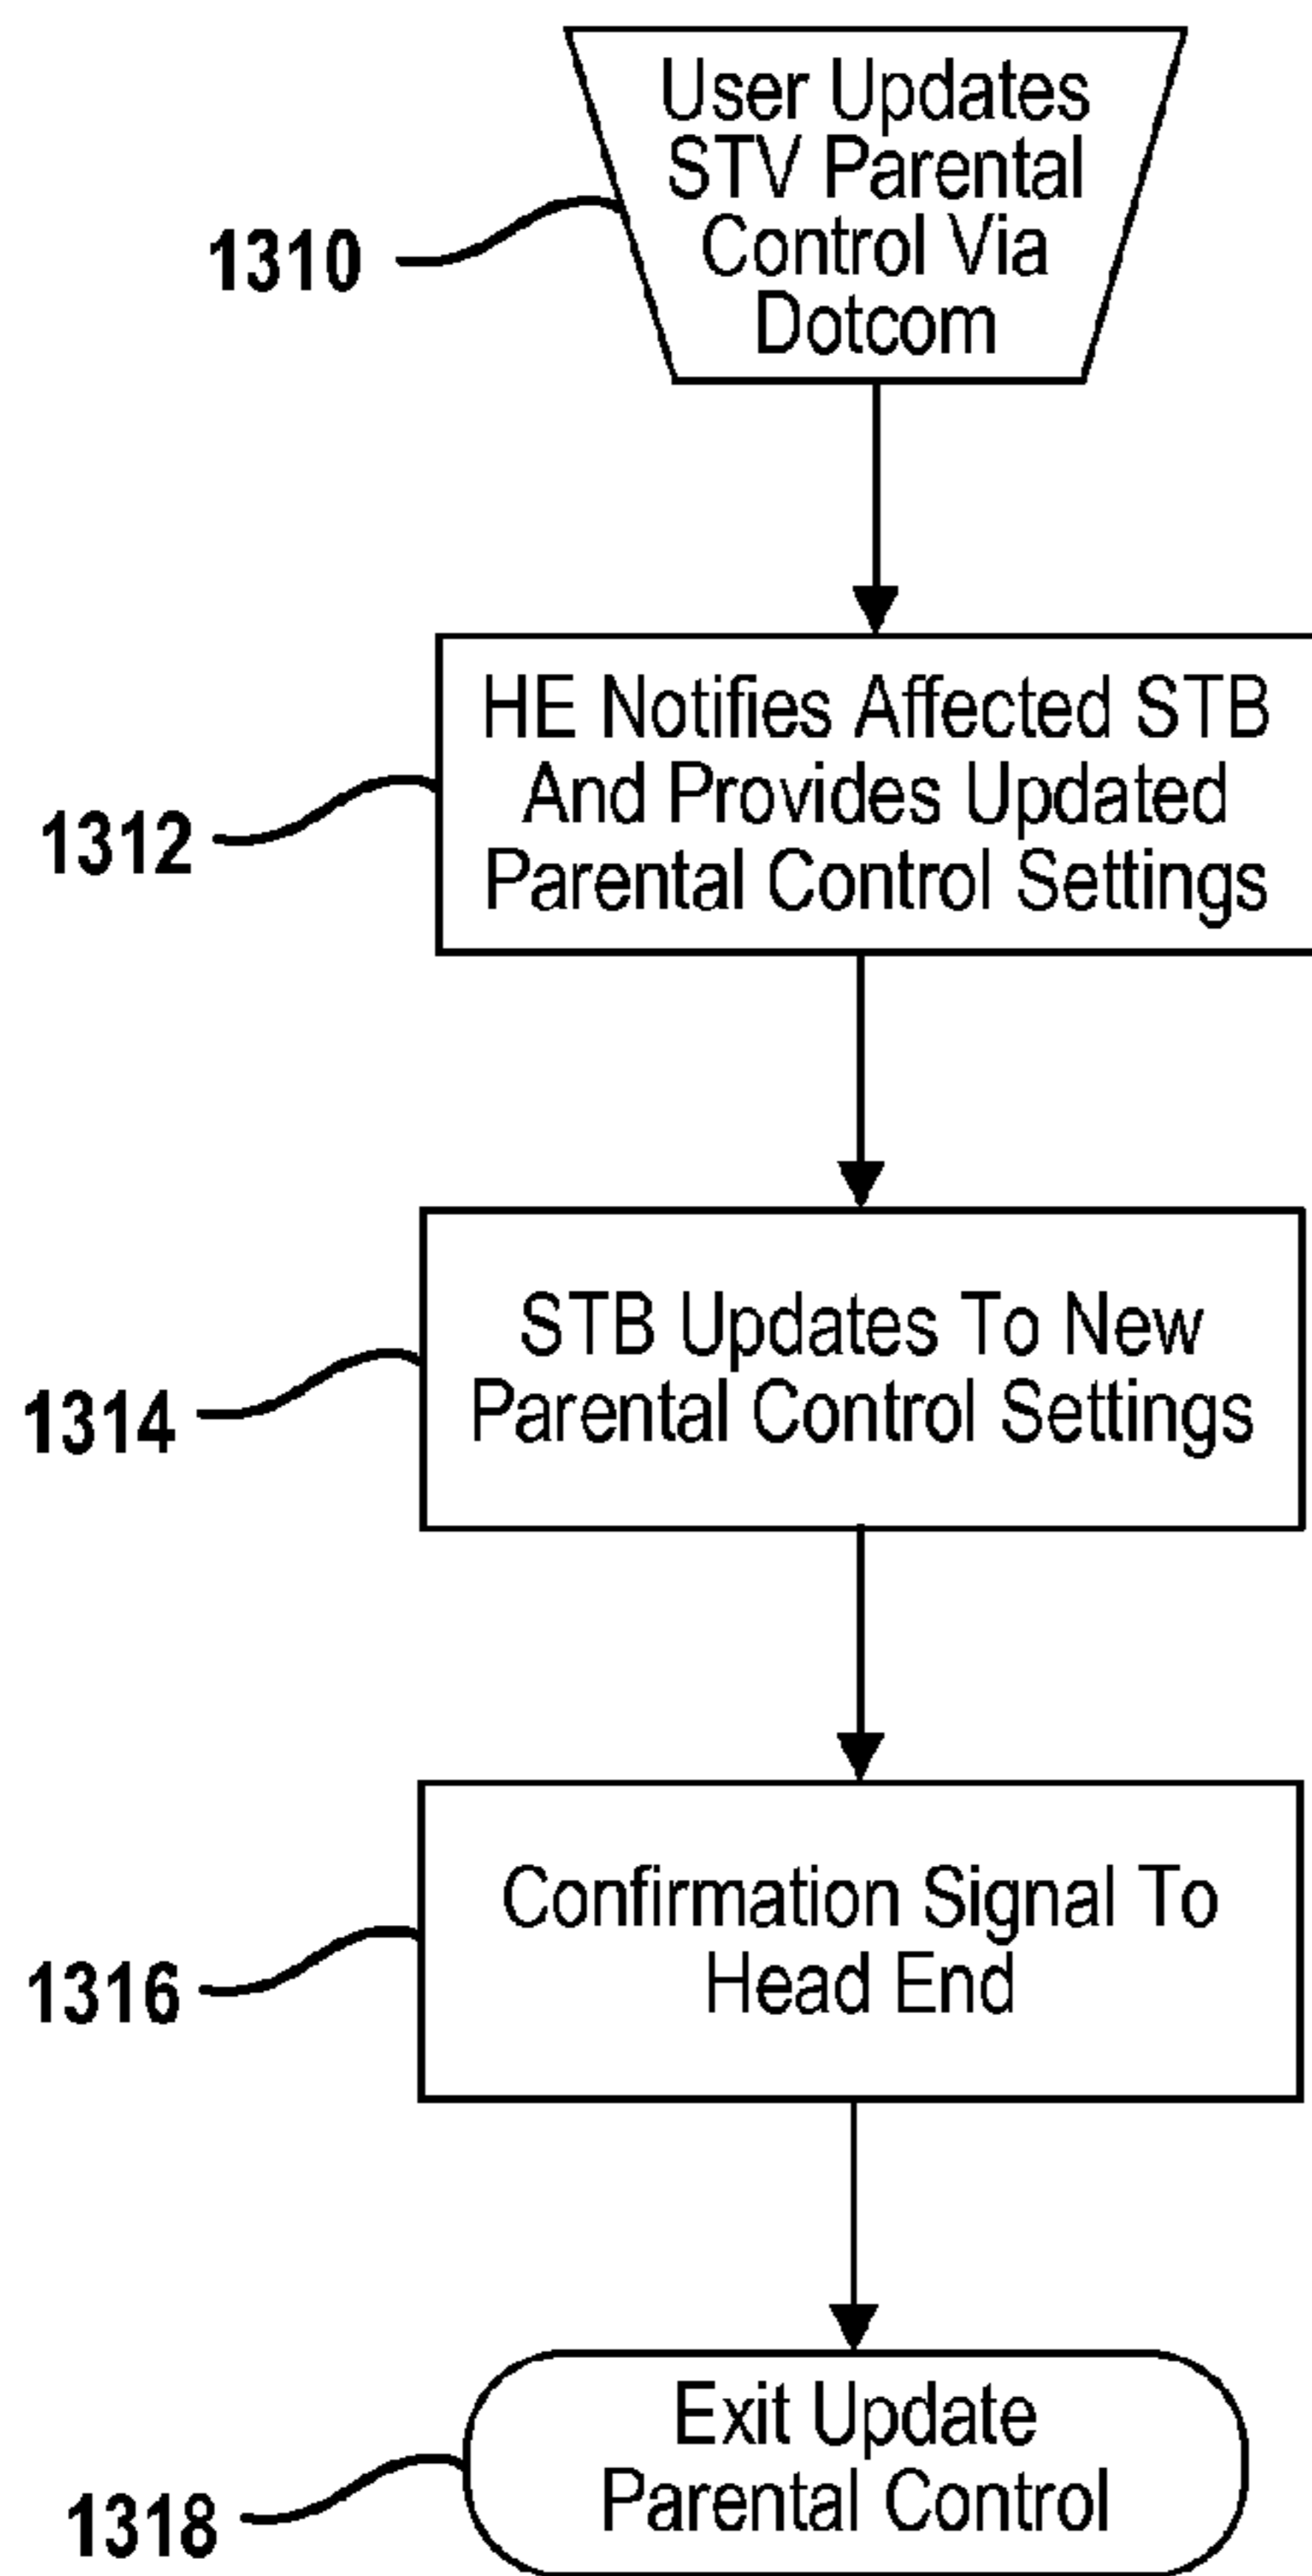 User Updates
STV Parental
Control Via
Dotcom
1310
HE Notifies Affected STB
And Provides Updated
Parental Control Settings
1312
STB Updates To New
Parental Control Settings
1314
Confirmation Signal To
Head End
1316
Exit Update
Parental Control
1318